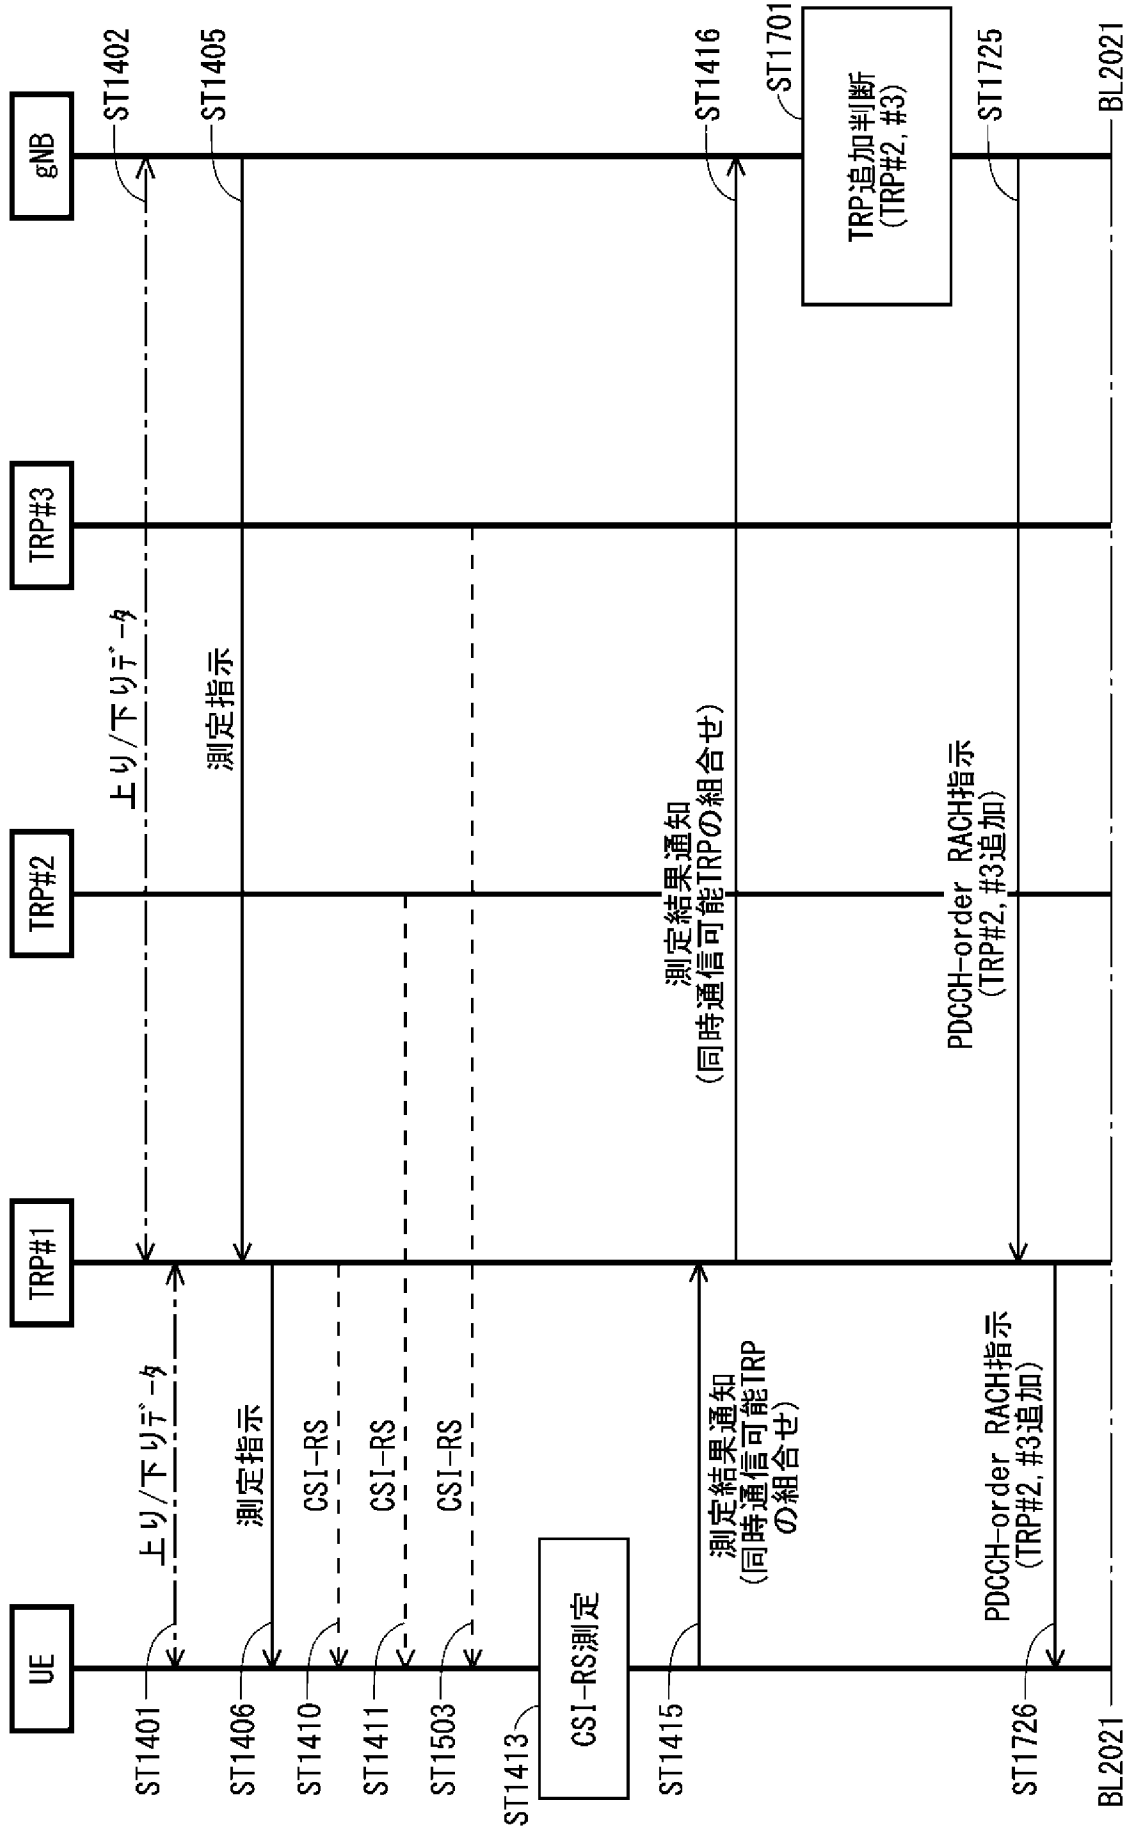 UE
TRP#1
TRP#2
TRP#3
gNB
ST1401
上り/下りデータ
上り/下りデータ
ST1402
測定指示
ST1405
ST1406
測定指示
ST1410
CSI-RS
ST1411
CSI-RS
ST1503
CSI-RS
ST1413
CSI-RS測定
ST1415
測定結果通知
(同時通信可能TRP
の組合せ)
測定結果通知
(同時通信可能TRPの組合せ)
ST1416
ST1701
TRP追加判断
(TRP#2, #3)
PDCCH-order RACH指示
(TRP#2, #3追加)
ST1725
ST1726
PDCCH-order RACH指示
(TRP#2, #3追加)
BL2021
BL2021